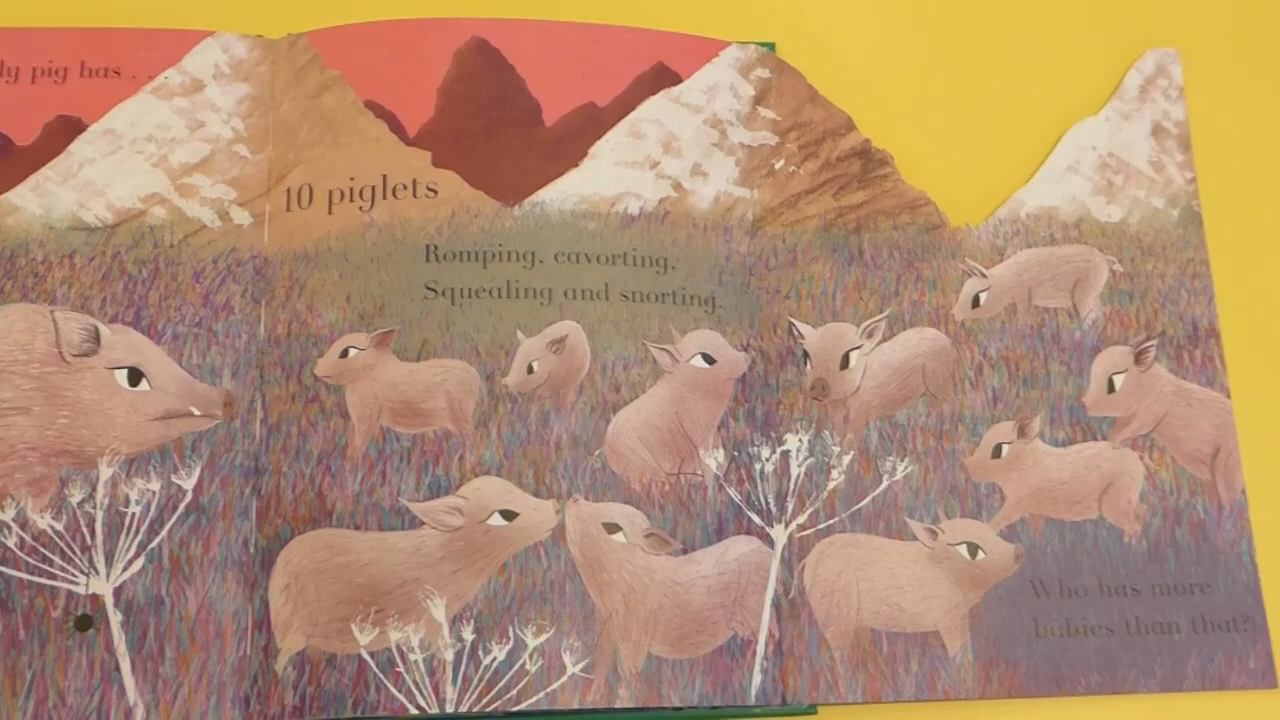 ly pig has . . .
10 piglets
Romping, cavorting,
Squealing and snorting.
Who has more
babies than that?